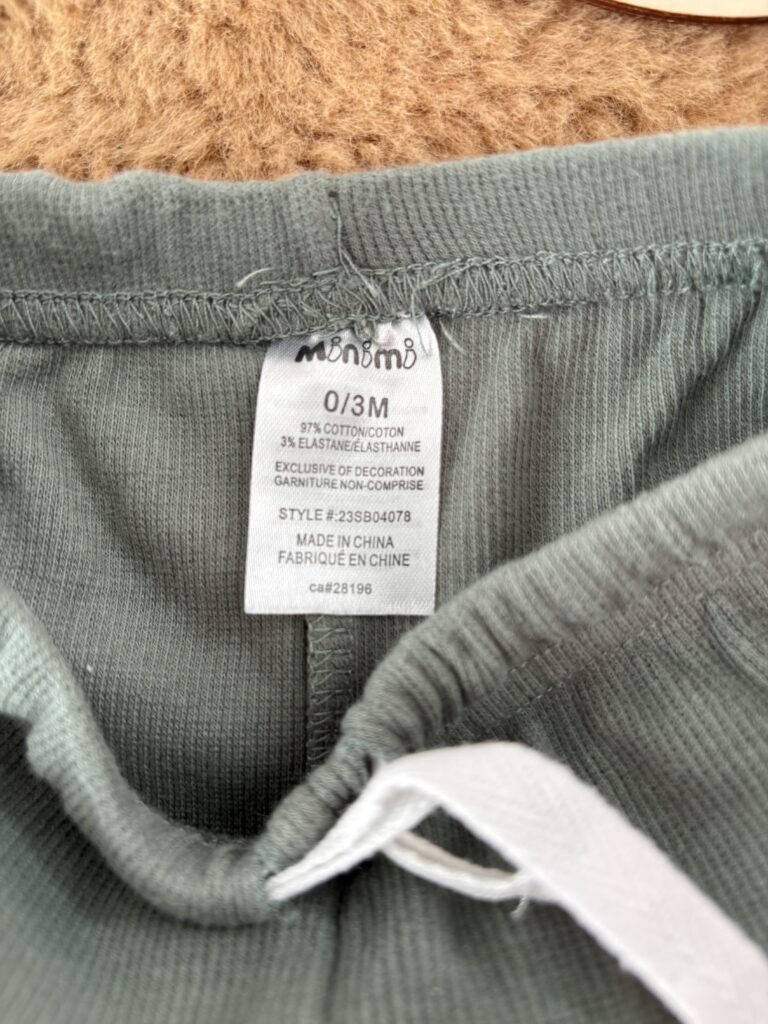 minimi
0/3M
97% COTTON/COTON
3% ELASTANE/ÉLASTHANNE
EXCLUSIVE OF DECORATION
GARNITURE NON-COMPRISE
STYLE #:23SB04078
MADE IN CHINA
FABRIQUÉ EN CHINE
ca#28196